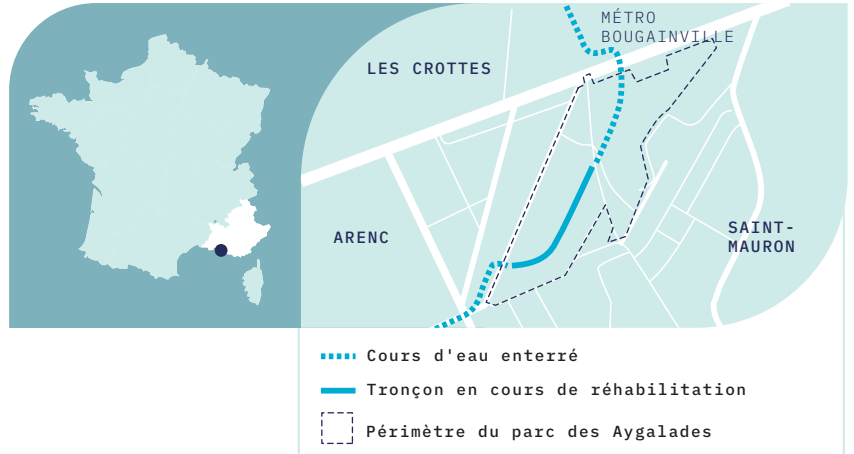 MÉTRO
BOUGAINVILLE
LES CROTTES
ARENC
SAINT-
MAURON
Cours d'eau enterré
Tronçon en cours de réhabilitation
Périmètre du parc des Aygalades